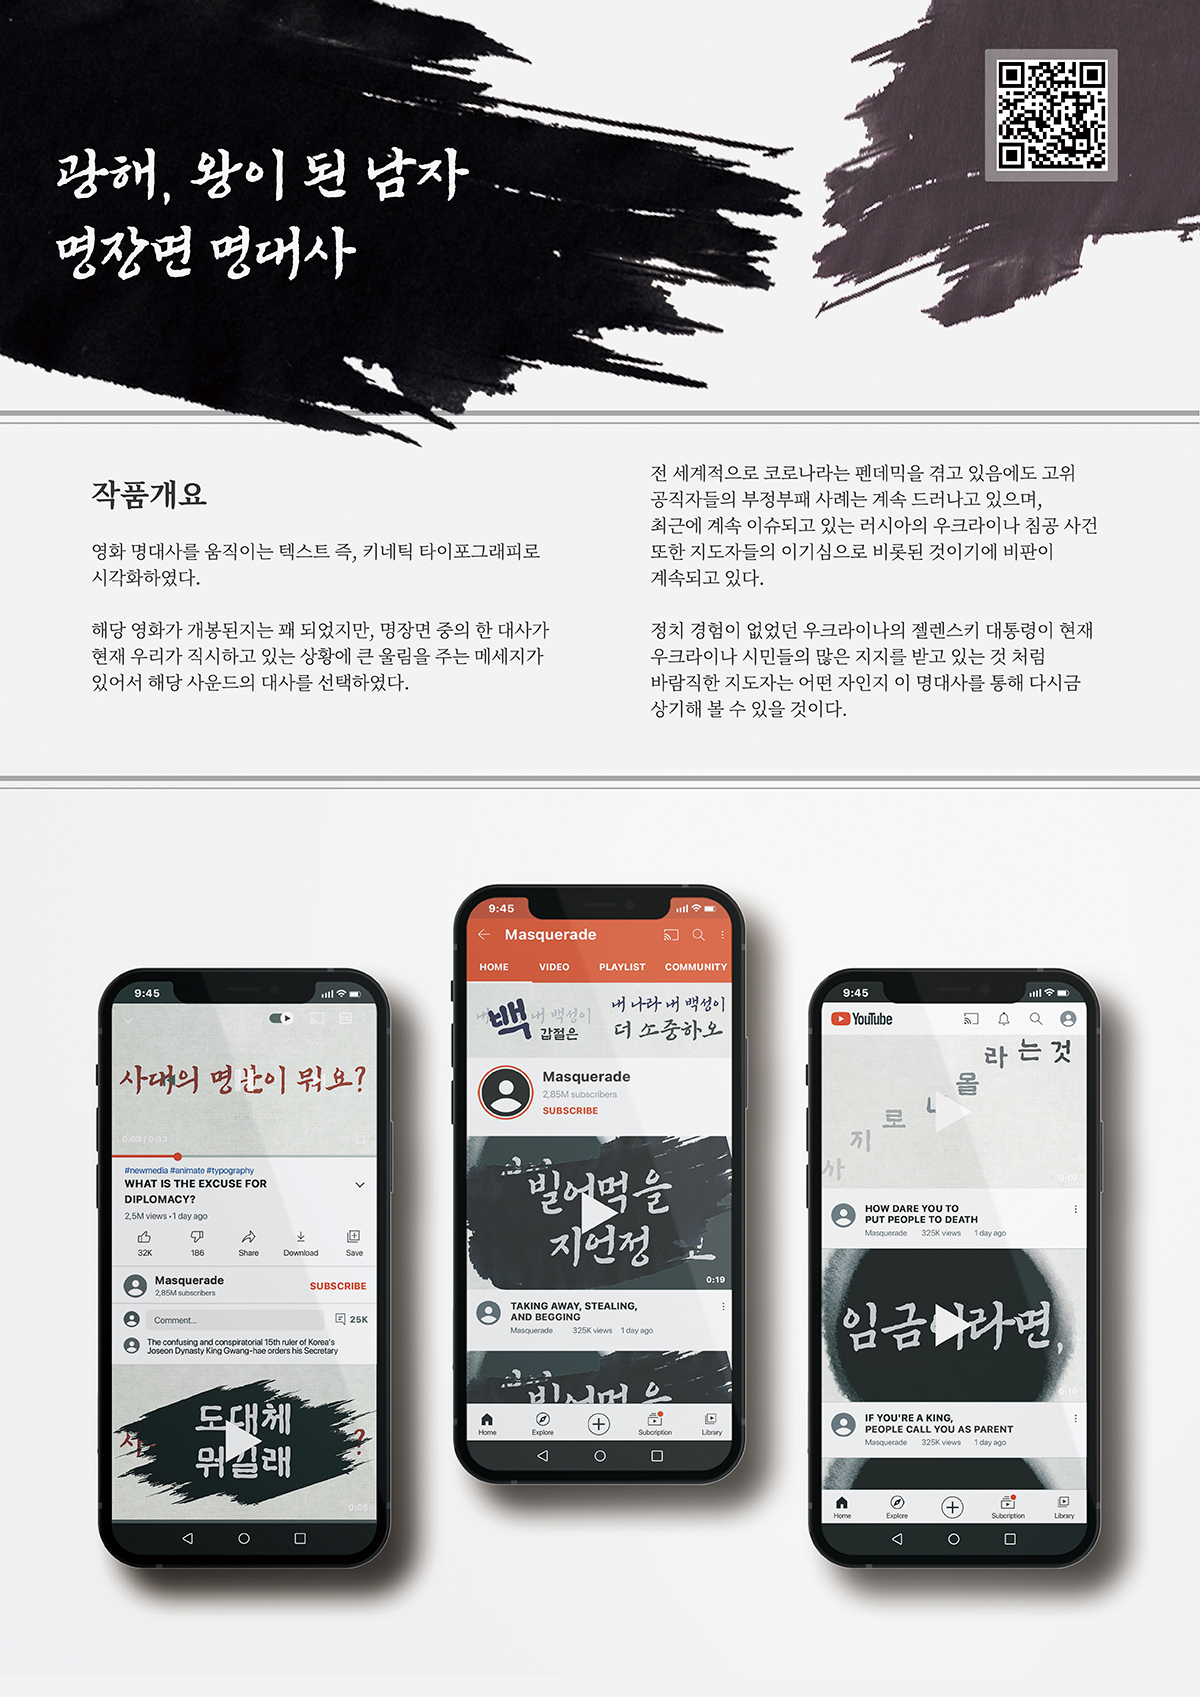 광해, 왕이 된 남자
명장면 명대사
작품개요
영화 명대사를 움직이는 텍스트 즉, 키네틱 타이포그래피로
시각화하였다.
해당 영화가 개봉된지는 꽤 되었지만, 명장면 중의 한 대사가
현재 우리가 직시하고 있는 상황에 큰 울림을 주는 메세지가
있어서 해당 사운드의 대사를 선택하였다.
전 세계적으로 코로나라는 펜데믹을 겪고 있음에도 고위
공직자들의 부정부패 사례는 계속 드러나고 있으며,
최근에 계속 이슈되고 있는 러시아의 우크라이나 침공 사건
또한 지도자들의 이기심으로 비롯된 것이기에 비판이
계속되고 있다.
정치 경험이 없었던 우크라이나의 젤렌스키 대통령이 현재
우크라이나 시민들의 많은 지지를 받고 있는 것 처럼
바람직한 지도자는 어떤 자인지 이 명대사를 통해 다시금
상기해 볼 수 있을 것이다.
9:45
사대의 명분이 뭐요?
0:03 / 0:03
#newmedia #animate #typography
WHAT IS THE EXCUSE FOR
DIPLOMACY?
2,5M views • 1 day ago
32K
186
Share
Download
Save
Masquerade
2,85M subscribers
SUBSCRIBE
Comment...
25K
The confusing and conspiratorial 15th ruler of Korea's
Joseon Dynasty King Gwang-hae orders his Secretary
도대체
뭐길래
?
0:05
9:45
Masquerade
HOME
VIDEO
PLAYLIST
COMMUNITY
백
내 백성이
갑절은
내 나라 내 백성이
더 소중하오
Masquerade
2,85M subscribers
SUBSCRIBE
빌어먹을
지언정
0:19
TAKING AWAY, STEALING,
AND BEGGING
Masquerade 325K views 1 day ago
빌어먹을
Home
Explore
Subcription
Library
9:45
YouTube
라는 것
올
로
지
사
0:07
HOW DARE YOU TO
PUT PEOPLE TO DEATH
Masquerade 325K views 1 day ago
임금이라면,
0:10
IF YOU'RE A KING,
PEOPLE CALL YOU AS PARENT
Masquerade 325K views 1 day ago
Home
Explore
Subcription
Library